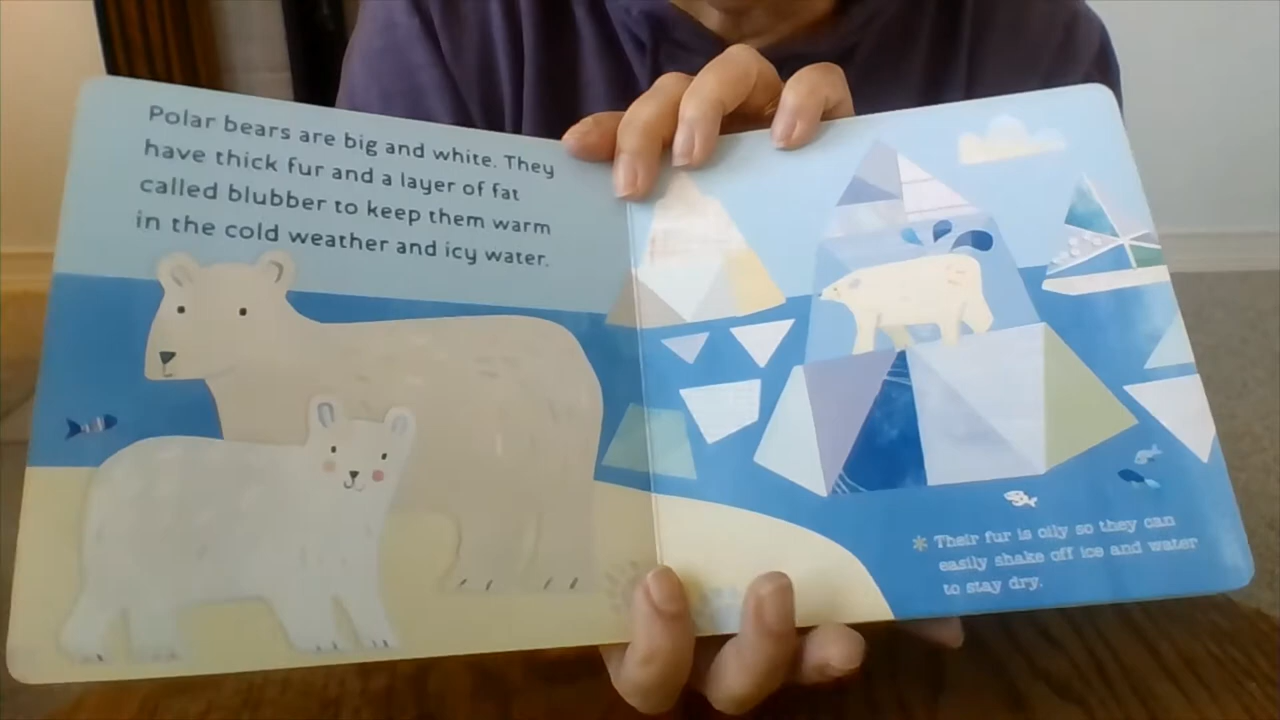 Polar bears are big and white. They
have thick fur and a layer of fat
called blubber to keep them warm
in the cold weather and icy water.
* Their fur is oily so they can
easily shake off ice and water
to stay dry.